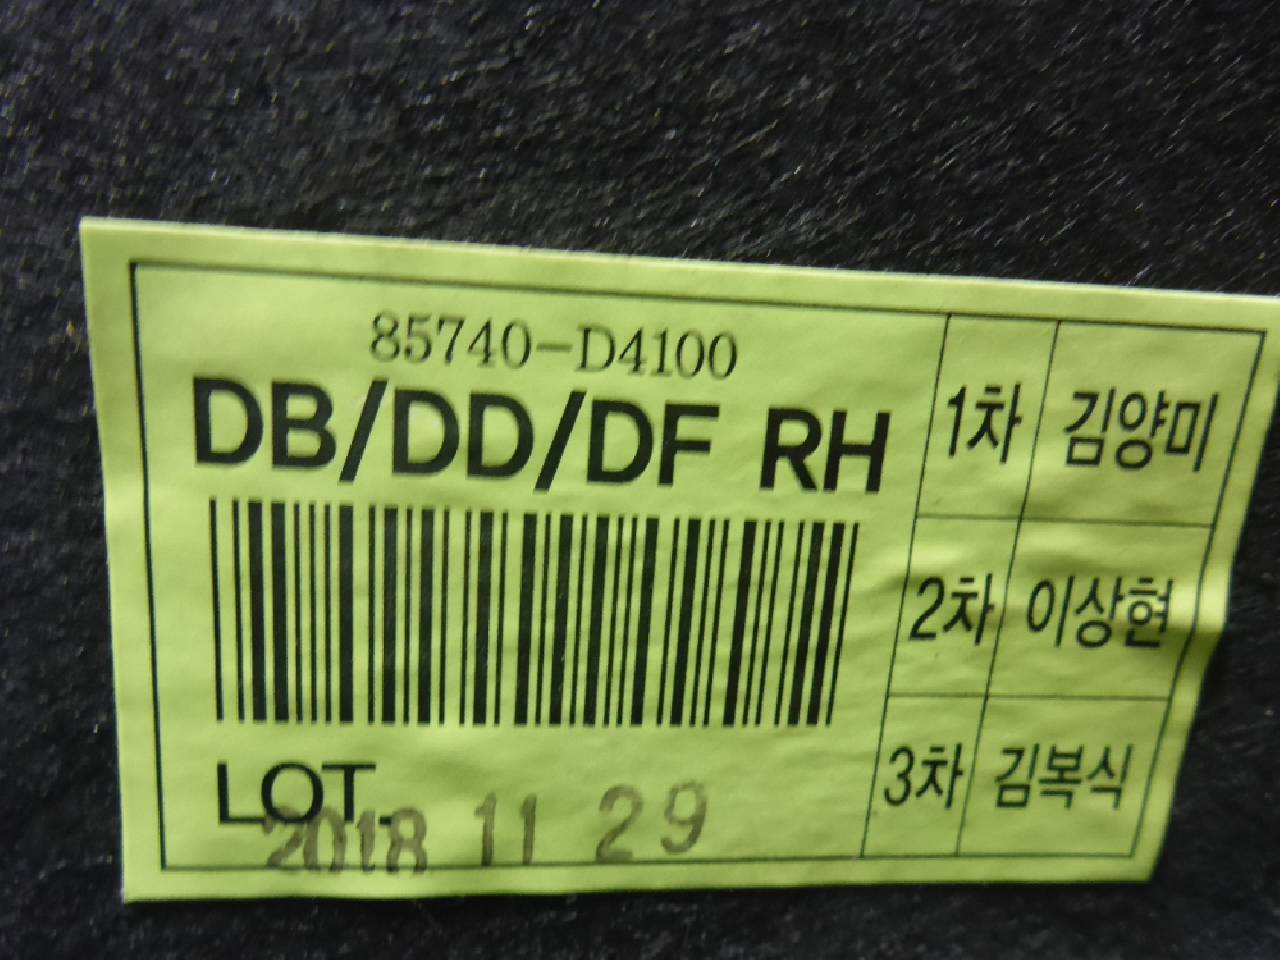 85740-D4100
DB/DD/DF RH
LOT.
2018 11 29
1차 김양미
2차 이상현
3차 김복식